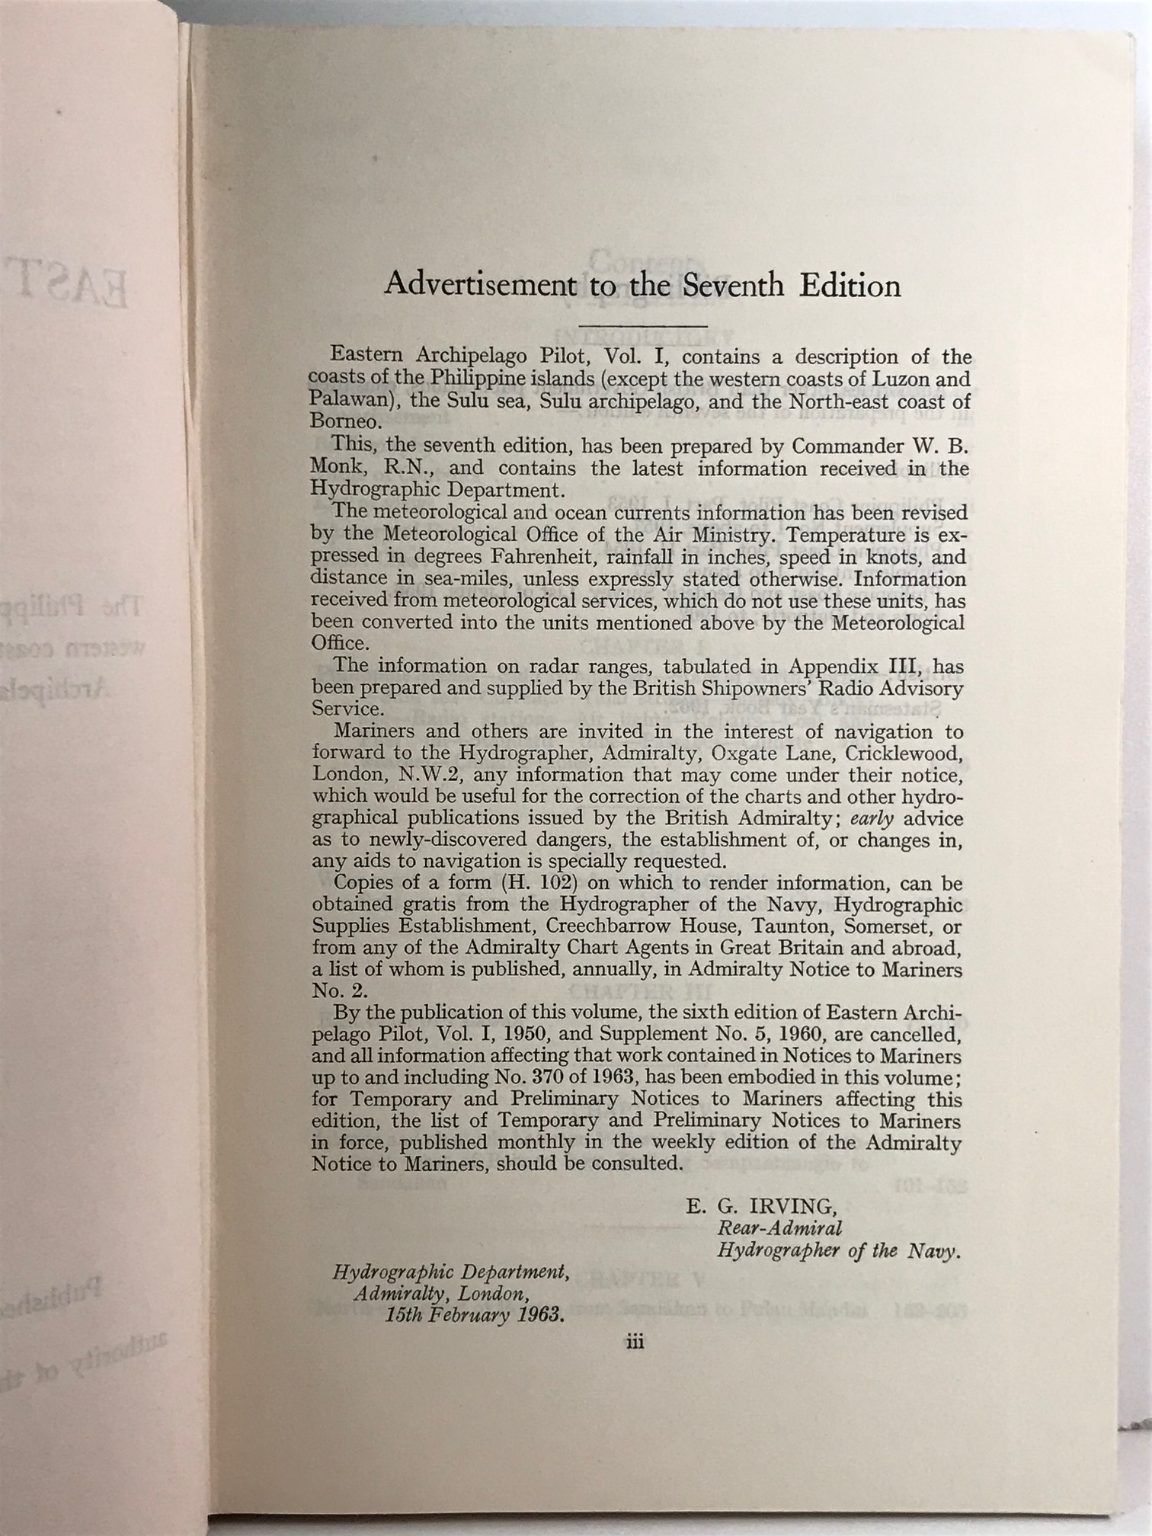 Advertisement to the Seventh Edition
Eastern Archipelago Pilot, Vol. I, contains a description of the
coasts of the Philippine islands (except the western coasts of Luzon and
Palawan), the Sulu sea, Sulu archipelago, and the North-east coast of
Borneo.
This, the seventh edition, has been prepared by Commander W. B.
Monk, R.N., and contains the latest information received in the
Hydrographic Department.
The meteorological and ocean currents information has been revised
by the Meteorological Office of the Air Ministry. Temperature is ex-
pressed in degrees Fahrenheit, rainfall in inches, speed in knots, and
distance in sea-miles, unless expressly stated otherwise. Information
received from meteorological services, which do not use these units, has
been converted into the units mentioned above by the Meteorological
Office.
The information on radar ranges, tabulated in Appendix III, has
been prepared and supplied by the British Shipowners' Radio Advisory
Service.
Mariners and others are invited in the interest of navigation to
forward to the Hydrographer, Admiralty, Oxgate Lane, Cricklewood,
London, N.W.2, any information that may come under their notice,
which would be useful for the correction of the charts and other hydro-
graphical publications issued by the British Admiralty; early advice
as to newly-discovered dangers, the establishment of, or changes in,
any aids to navigation is specially requested.
Copies of a form (H. 102) on which to render information, can be
obtained gratis from the Hydrographer of the Navy, Hydrographic
Supplies Establishment, Creechbarrow House, Taunton, Somerset, or
from any of the Admiralty Chart Agents in Great Britain and abroad,
a list of whom is published, annually, in Admiralty Notice to Mariners
No. 2.
By the publication of this volume, the sixth edition of Eastern Archi-
pelago Pilot, Vol. I, 1950, and Supplement No. 5, 1960, are cancelled,
and all information affecting that work contained in Notices to Mariners
up to and including No. 370 of 1963, has been embodied in this volume;
for Temporary and Preliminary Notices to Mariners affecting this
edition, the list of Temporary and Preliminary Notices to Mariners
in force, published monthly in the weekly edition of the Admiralty
Notice to Mariners, should be consulted.
E. G. IRVING,
Rear-Admiral
Hydrographer of the Navy.
Hydrographic Department,
Admiralty, London,
15th February 1963.
iii